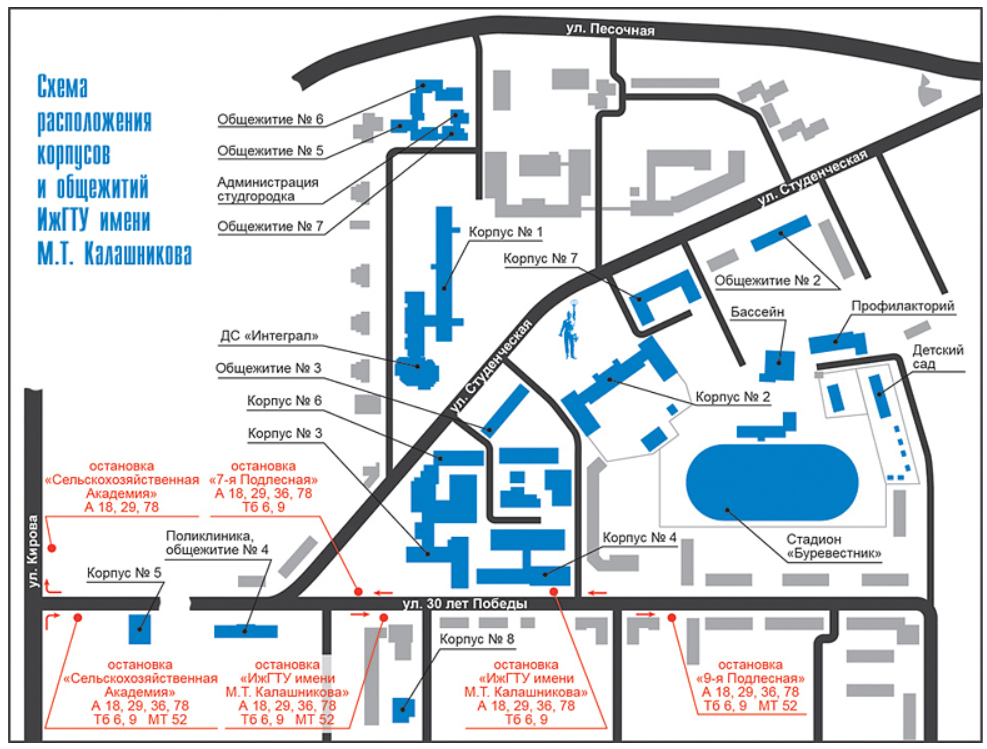 ул. Песочная
Схема
расположения
корпусов
и общежитий
ИжГТУ имени
М.Т. Калашникова
Общежитие № 6
Общежитие № 5
Администрация
студгородка
Общежитие № 7
ул. Студенческая
Корпус № 1
Корпус № 7
Общежитие № 2
Бассейн
Профилакторий
Детский
сад
ДС «Интеграл»
Общежитие № 3
ул. Студенческая
Корпус № 6
Корпус № 2
Корпус № 3
остановка
«Сельскохозяйственная
Академия»
А 18, 29, 78
остановка
«7-я Подлесная»
А 18, 29, 36, 78
Тб 6, 9
ул. Кирова
Поликлиника,
общежитие № 4
Корпус № 4
Стадион
«Буревестник»
Корпус № 5
ул. 30 лет Победы
Корпус № 8
остановка
«Сельскохозяйственная
Академия»
А 18, 29, 36, 78
Тб 6, 9 МТ 52
остановка
«ИжГТУ имени
М.Т. Калашникова»
А 18, 29, 36, 78
Тб 6, 9 МТ 52
остановка
«ИжГТУ имени
М.Т. Калашникова»
А 18, 29, 36, 78
Тб 6, 9
остановка
«9-я Подлесная»
А 18, 29, 36, 78
Тб 6, 9 МТ 52